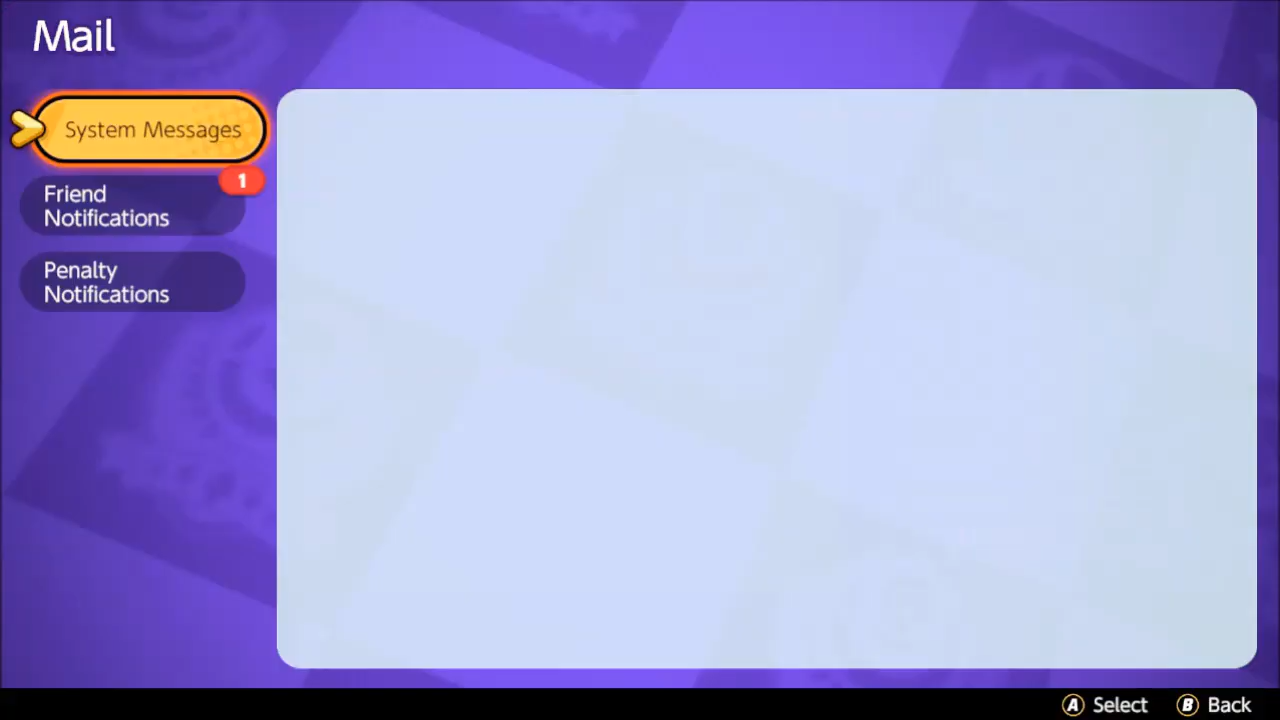 Mail
System Messages
1
Friend
Notifications
Penalty
Notifications
A Select B Back